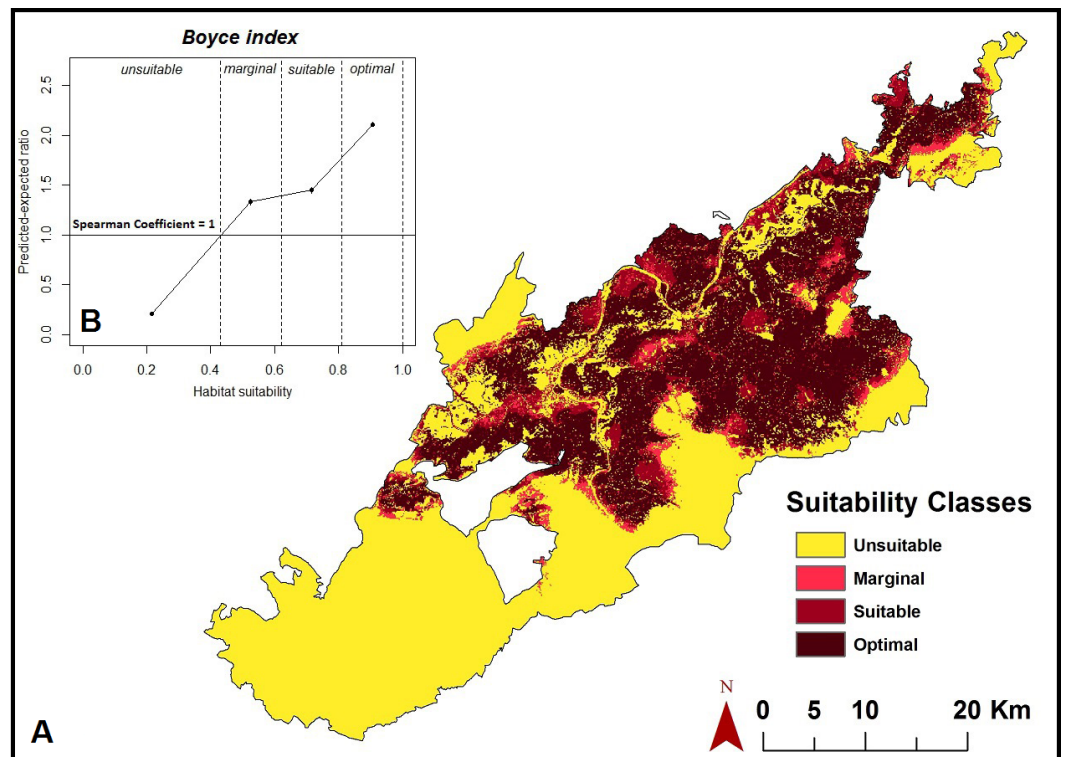 Boyce index
unsuitable marginal suitable optimal
Predicted-expected ratio
2.5
2.0
1.5
1.0
0.5
0.0
Spearman Coefficient = 1
B
0.0 0.2 0.4 0.6 0.8 1.0
Habitat suitability
Suitability Classes
Unsuitable
Marginal
Suitable
Optimal
N
0 5 10 20 Km
A